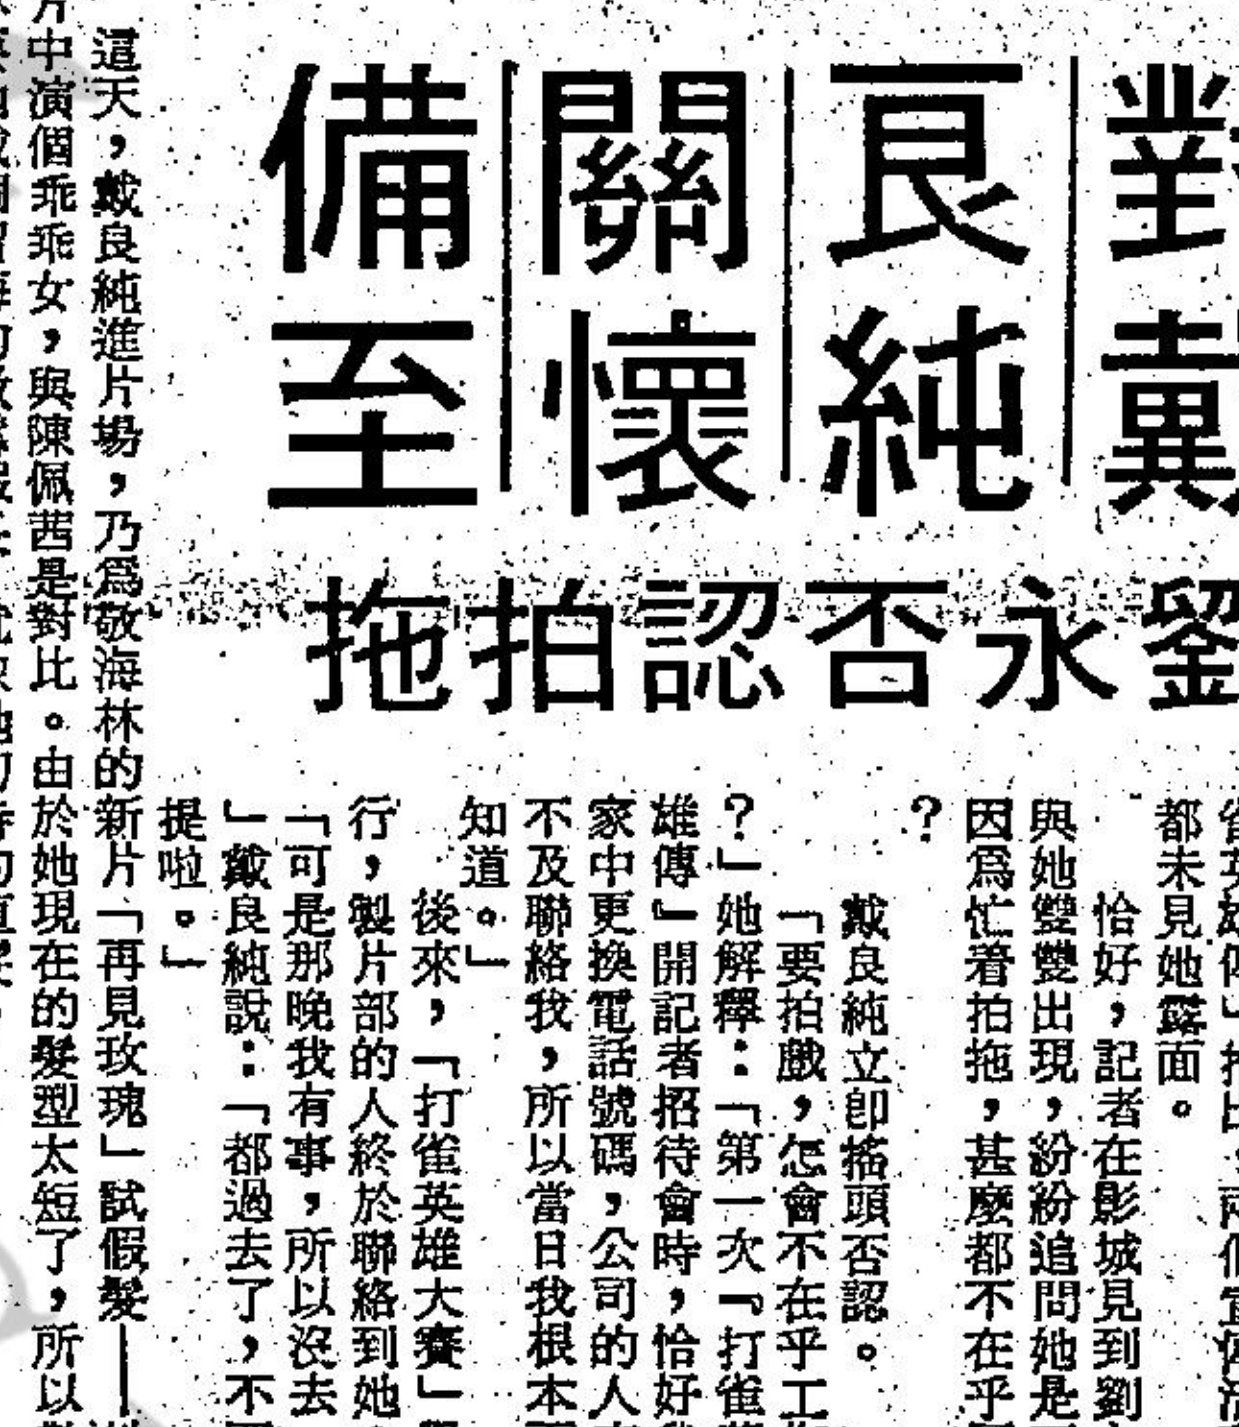 對戴
良純
關懷
備至
劉永否認拍拖
都未見她露面。
恰好，記者在影城見到劉
與她雙雙出現，紛紛追問她是
因爲忙着拍拖，甚麼都不在乎
？
戴良純立卽搖頭否認。
「要拍戲，怎會不在乎工
？」她解釋：「第一次『打雀
雄傳』開記者招待會時，恰好
家中更換電話號碼，公司的人
不及聯絡我，所以當日我根本
知道。」
後來，「打雀英雄大賽」
行，製片部的人終於聯絡到她
「可是那晚我有事，所以沒去
」戴良純說：「都過去了，不
提啦。」
這天，戴良純進片場，乃爲敬海林的新片「再見玫瑰」試假髮——
片中演個乖乖女，與陳佩茜是對比。由於她現在的髮型太短了，所以